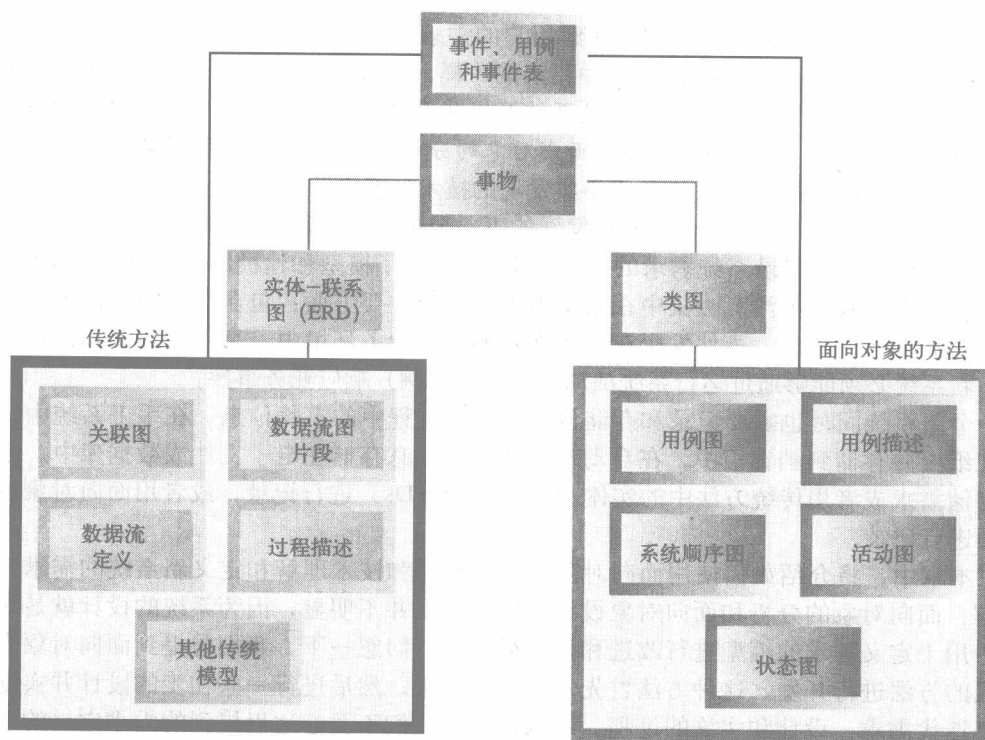 事件、用例
和事件表
事物
实体-联系
图（ERD）
类图
传统方法
面向对象的方法
关联图
数据流图
片段
用例图
用例描述
数据流
定义
过程描述
系统顺序图
活动图
其他传统
模型
状态图